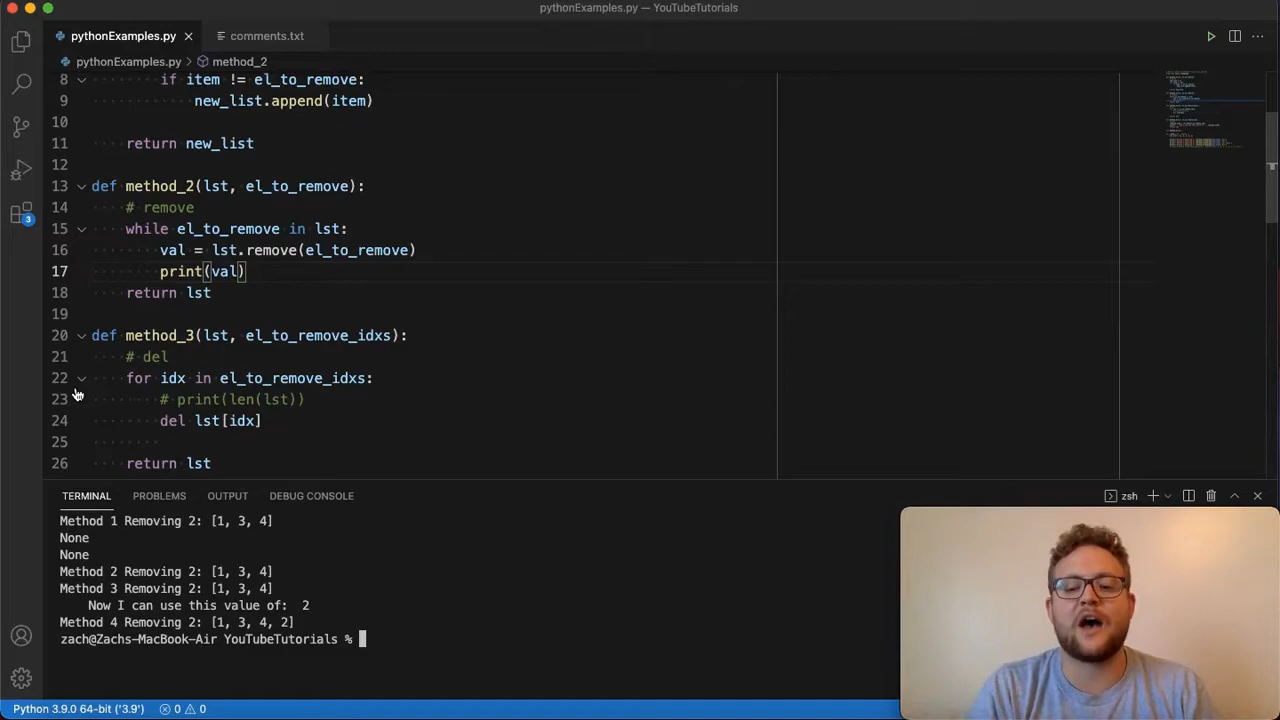 pythonExamples.py — YouTubeTutorials
pythonExamples.py
comments.txt
pythonExamples.py > method_2
8 if item != el_to_remove:
9 new_list.append(item)
10
11 return new_list
12
13 def method_2(lst, el_to_remove):
14 # remove
15 while el_to_remove in lst:
16 val = lst.remove(el_to_remove)
17 print(val)
18 return lst
19
20 def method_3(lst, el_to_remove_idxs):
21 # del
22 for idx in el_to_remove_idxs:
23 # print(len(lst))
24 del lst[idx]
25
26 return lst
3
TERMINAL PROBLEMS OUTPUT DEBUG CONSOLE
zsh
Method 1 Removing 2: [1, 3, 4]
None
None
Method 2 Removing 2: [1, 3, 4]
Method 3 Removing 2: [1, 3, 4]
Now I can use this value of:  2
Method 4 Removing 2: [1, 3, 4, 2]
zach@Zachs-MacBook-Air YouTubeTutorials %
Python 3.9.0 64-bit ('3.9') 0 0